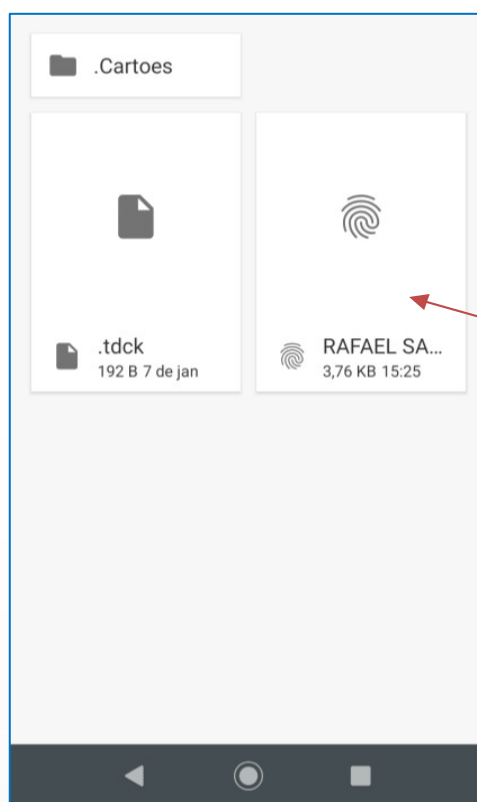 .Cartoes
.tdck
192 B 7 de jan
RAFAEL SA...
3,76 KB 15:25